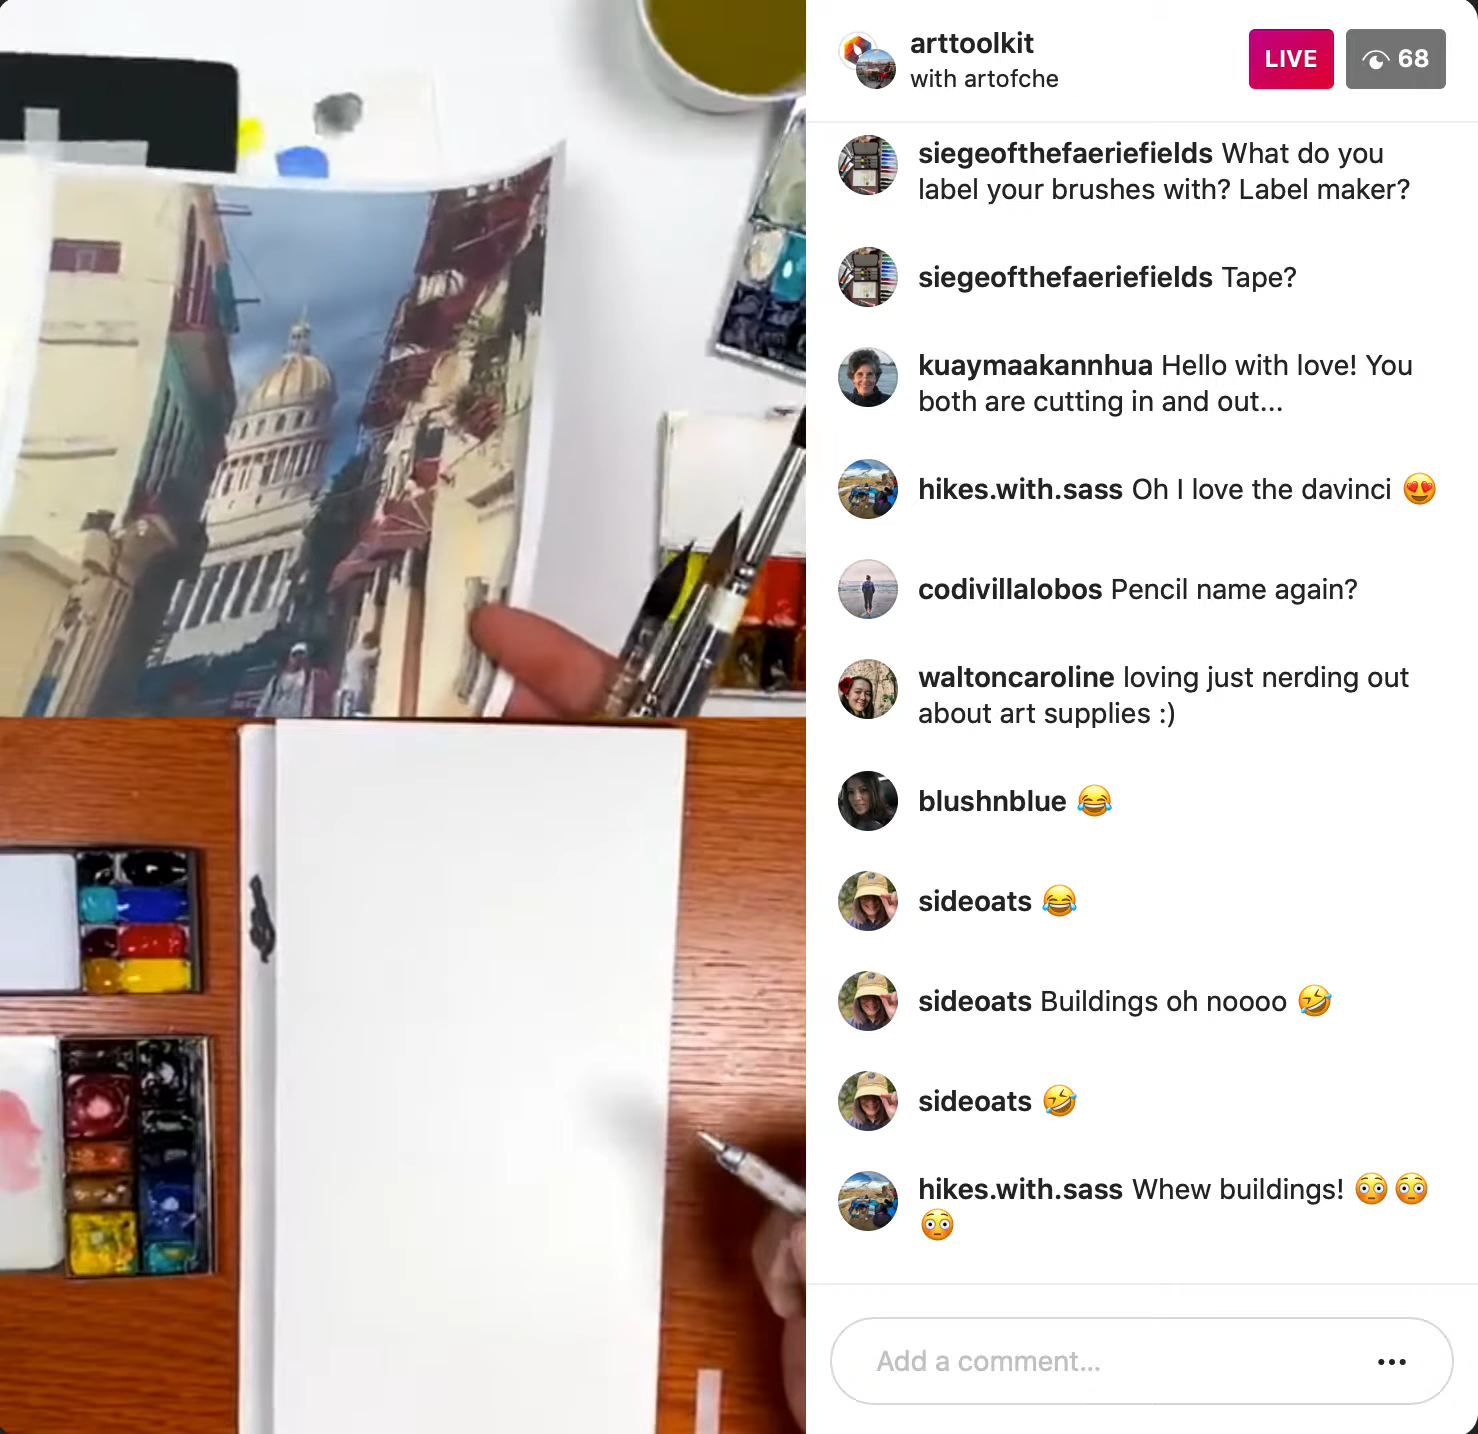 arttoolkit
with artofche
LIVE
68
siegeofthefaeriefields What do you
label your brushes with? Label maker?
siegeofthefaeriefields Tape?
kuaymaakannhua Hello with love! You
both are cutting in and out...
hikes.with.sass Oh I love the davinci 😍
codivillalobos Pencil name again?
waltoncaroline loving just nerding out
about art supplies :)
blushnblue 😂
sideoats 😂
sideoats Buildings oh noooo 🤣
sideoats 🤣
hikes.with.sass Whew buildings! 😳😳
😳
Add a comment...